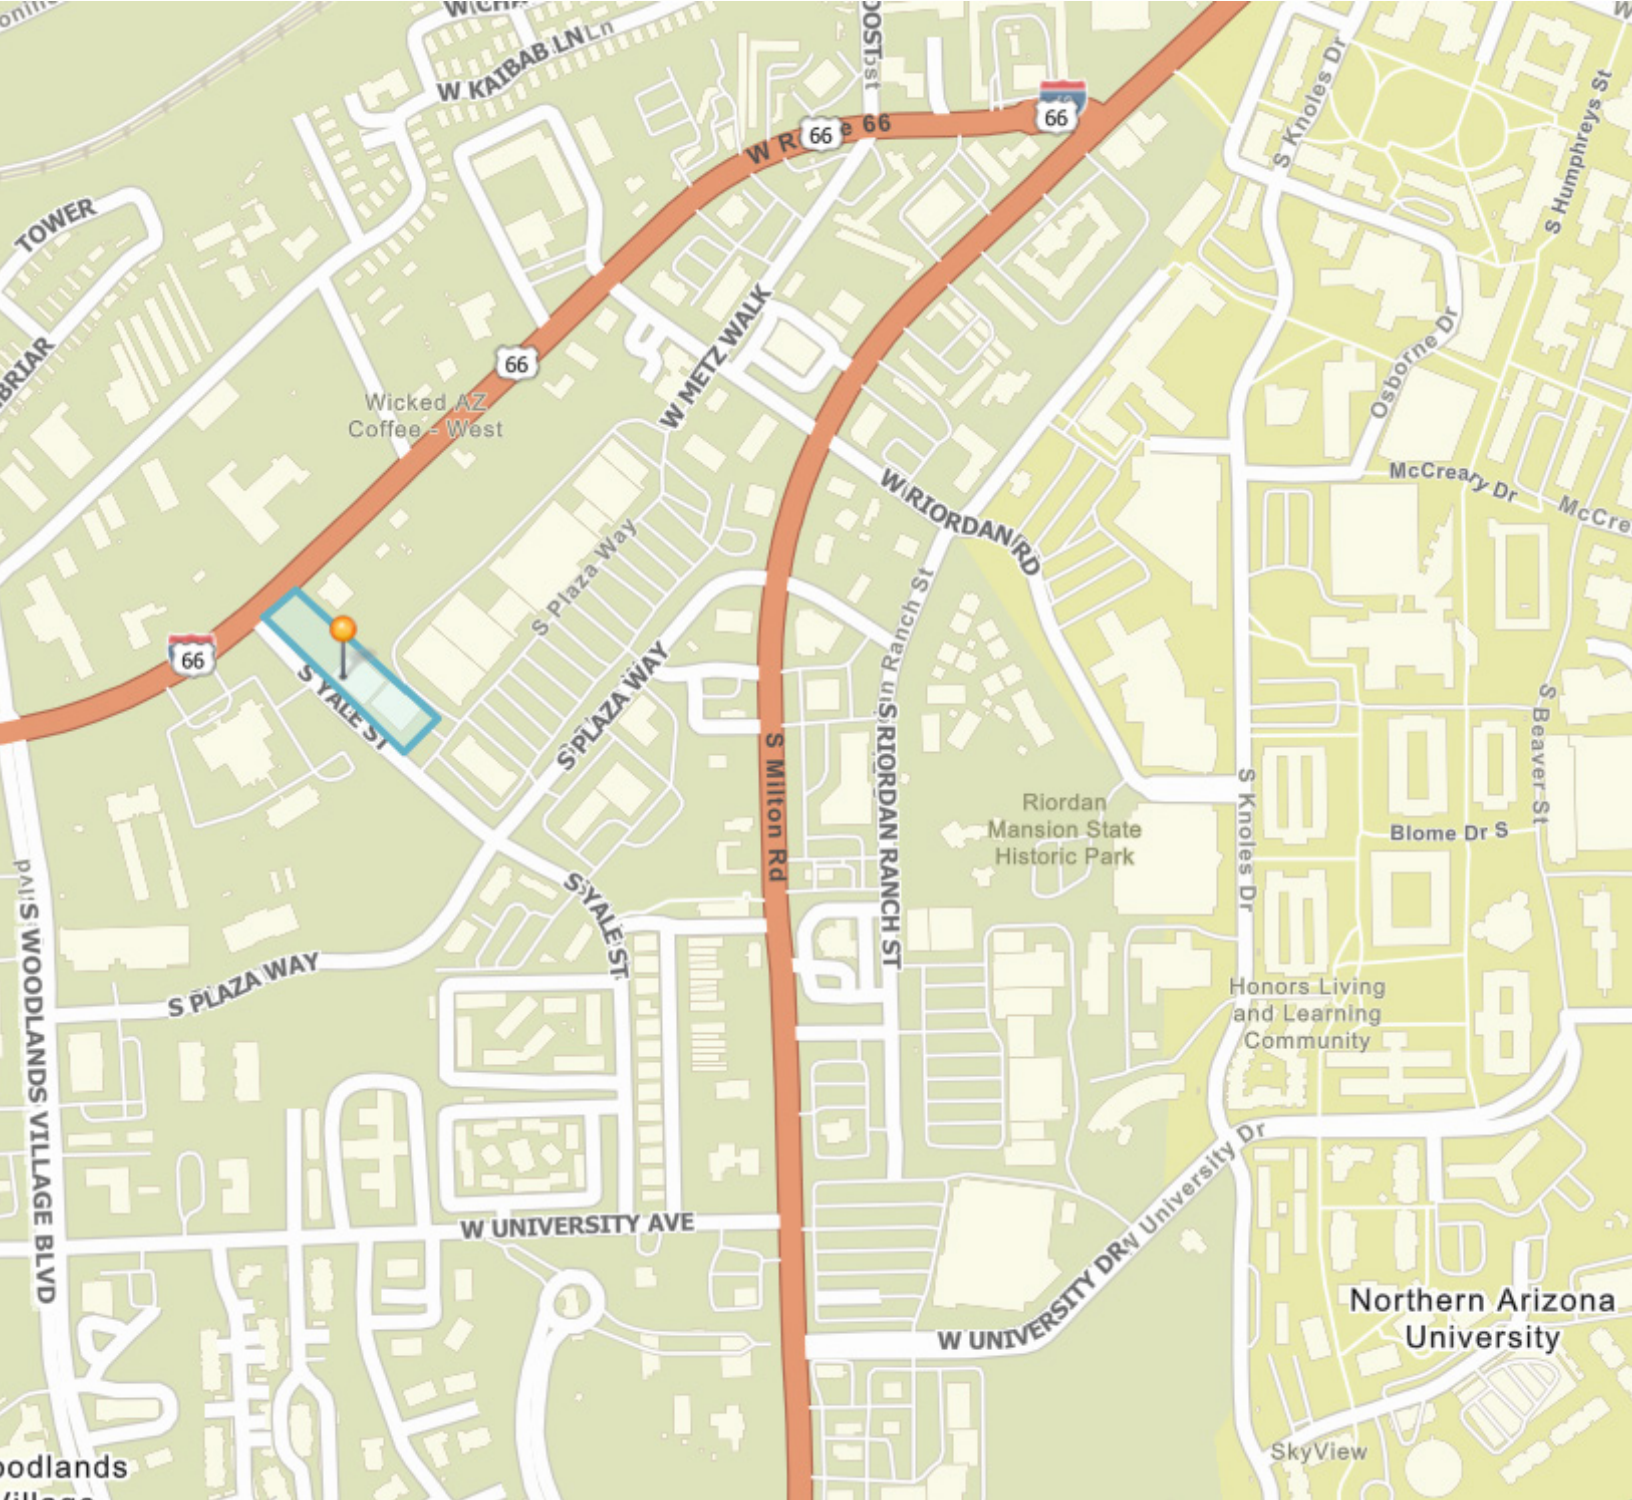 W KAIBAB LN
Ln
S Knoles Dr
S Humphreys St
66
66
W
66
TOWER
BRIAR
66
W METZ WALK
Osborne Dr
Wicked AZ
Coffee - West
McCreary Dr
McCre
W RIORDAN RD
S Plaza Way
Ranch St
66
S YALE ST
S PLAZA WAY
S Milton Rd
S RIORDAN RANCH ST
S Beaver St
S Knoles Dr
Riordan
Mansion State
Historic Park
Blome Dr S
S YALE ST
S WOODLANDS VILLAGE BLVD
S PLAZA WAY
Honors Living
and Learning
Community
W UNIVERSITY AVE
University Dr
W UNIVERSITY DR
Northern Arizona
University
SkyView
oodlands
Village